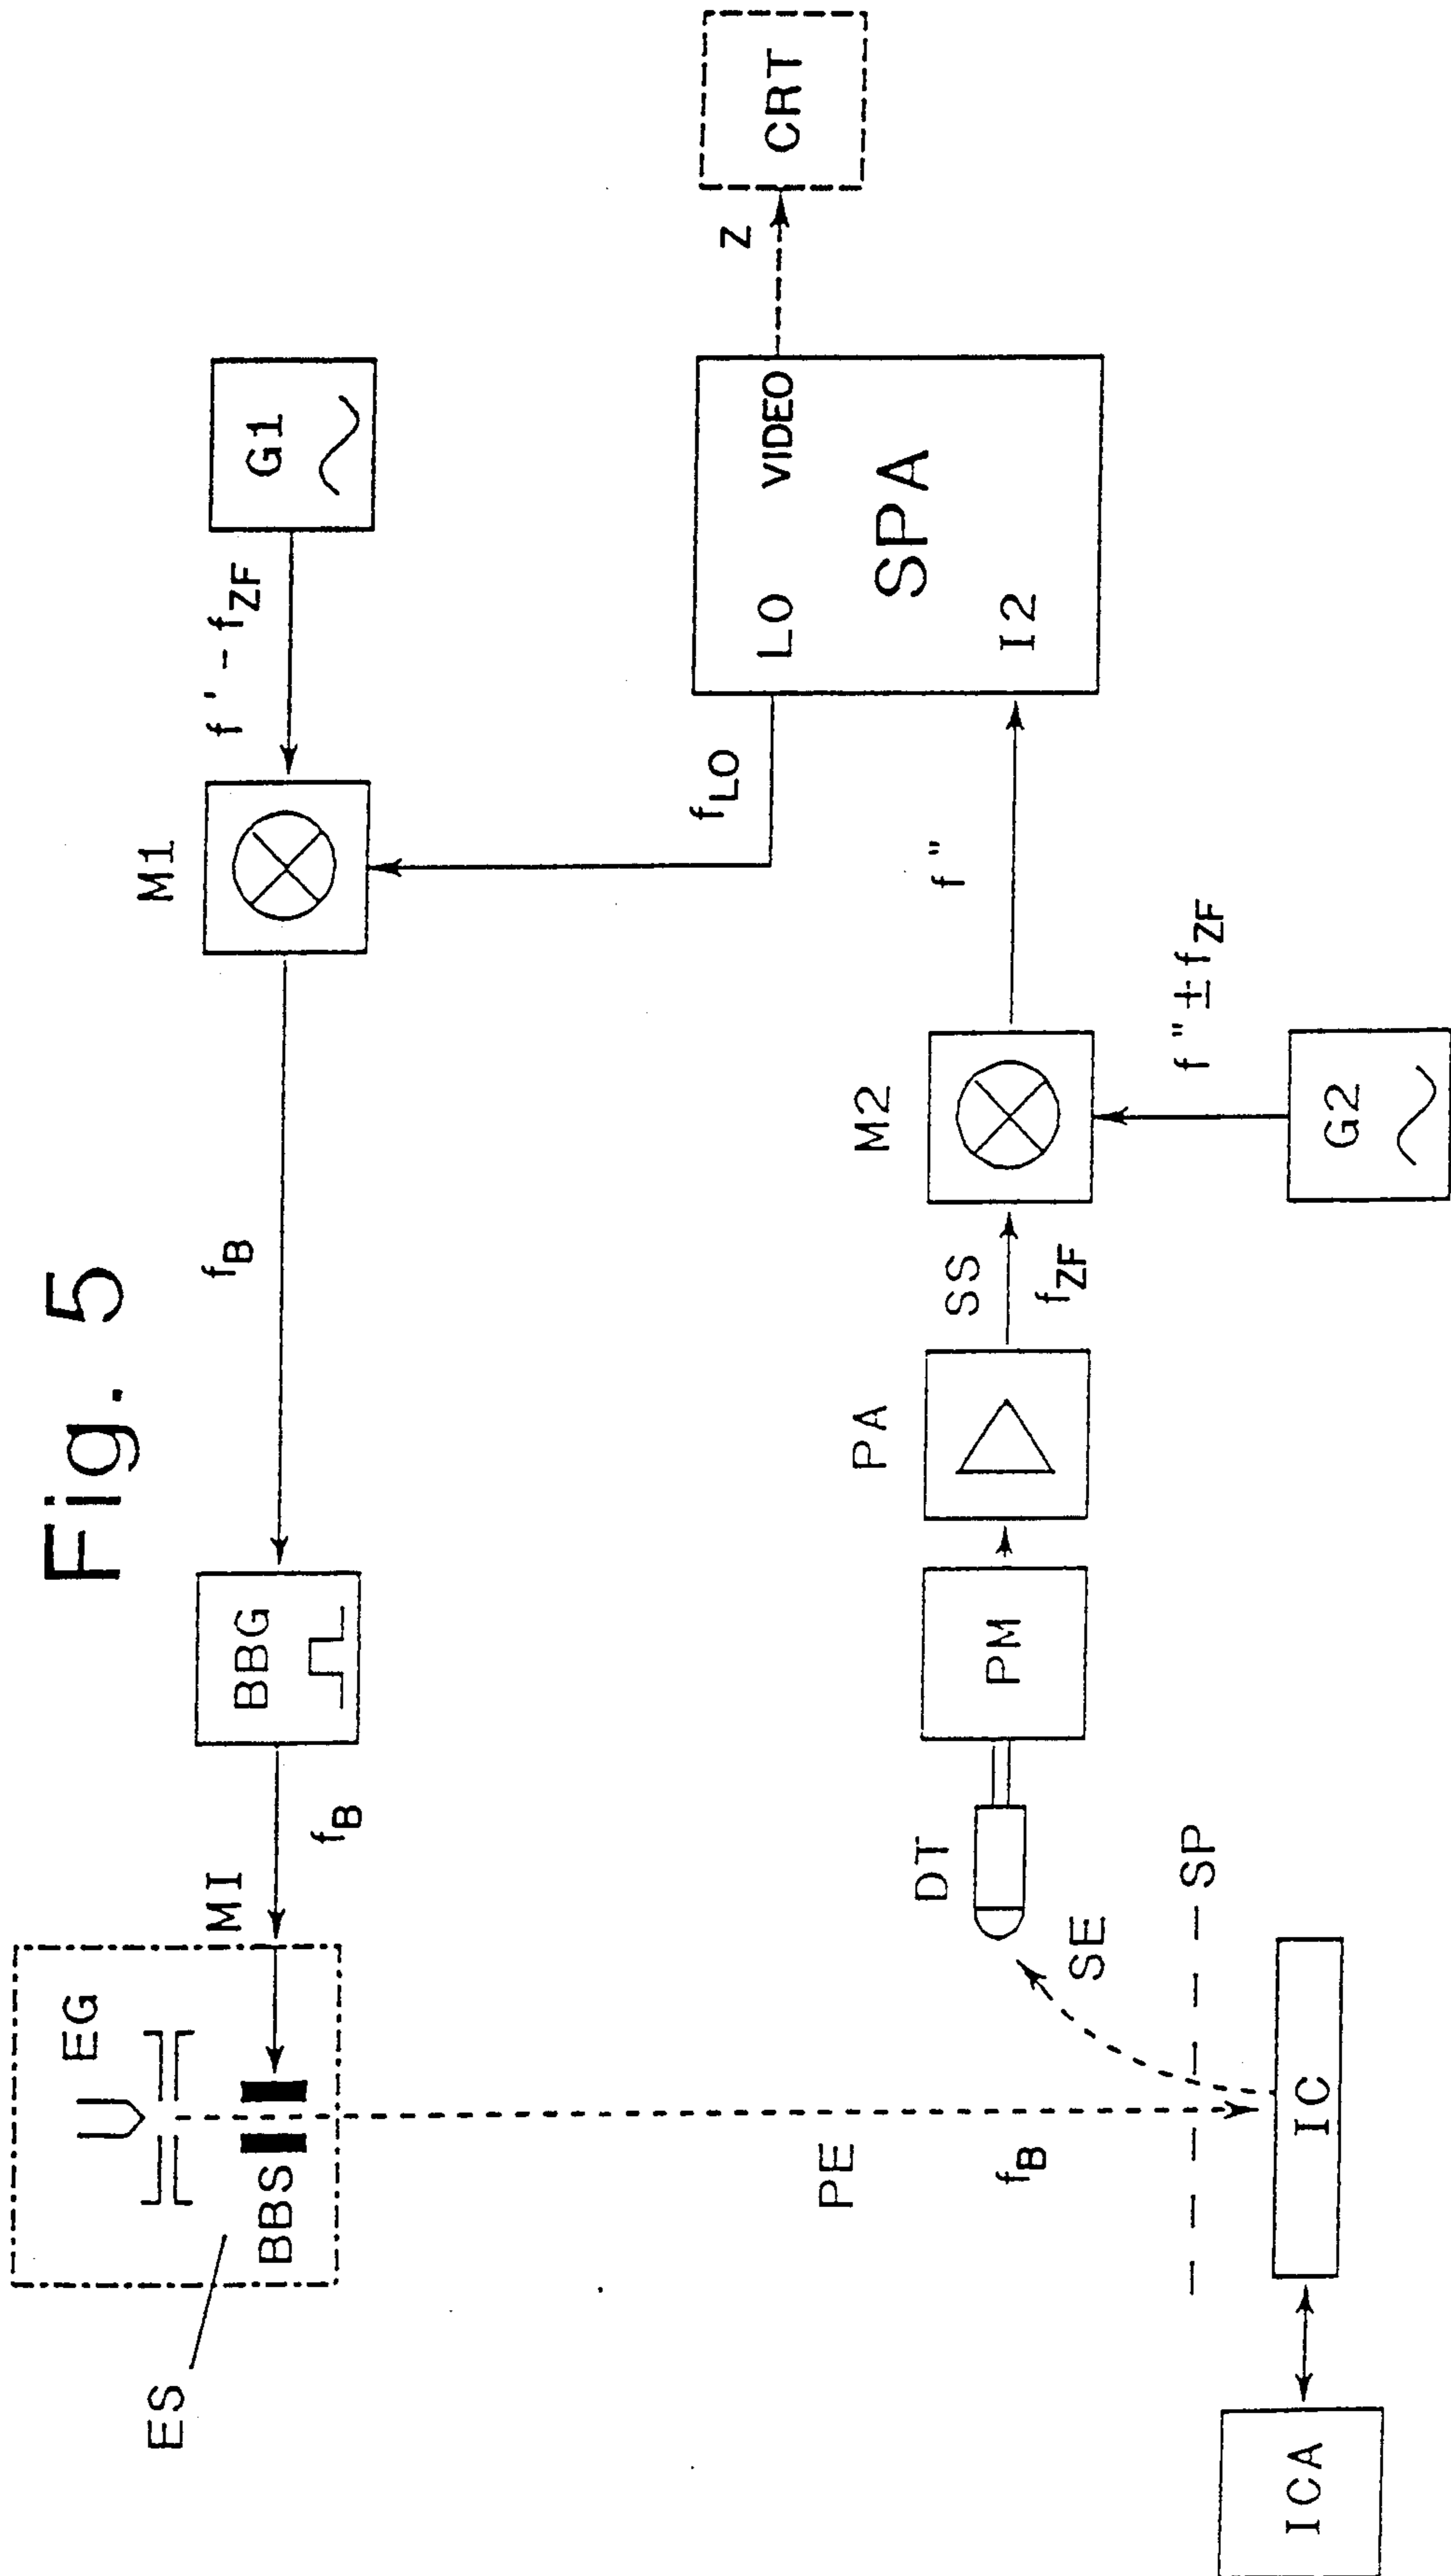 Fig. 5
ES
EG
BBS
MI
f_B
BBG
f_B
M1
f' - f_ZF
G1
f_LO
PE
f_B
SP
SE
DT
PM
PA
SS
f_ZF
M2
f" ± f_ZF
G2
f"
LO
VIDEO
SPA
I2
Z
CRT
ICA
IC